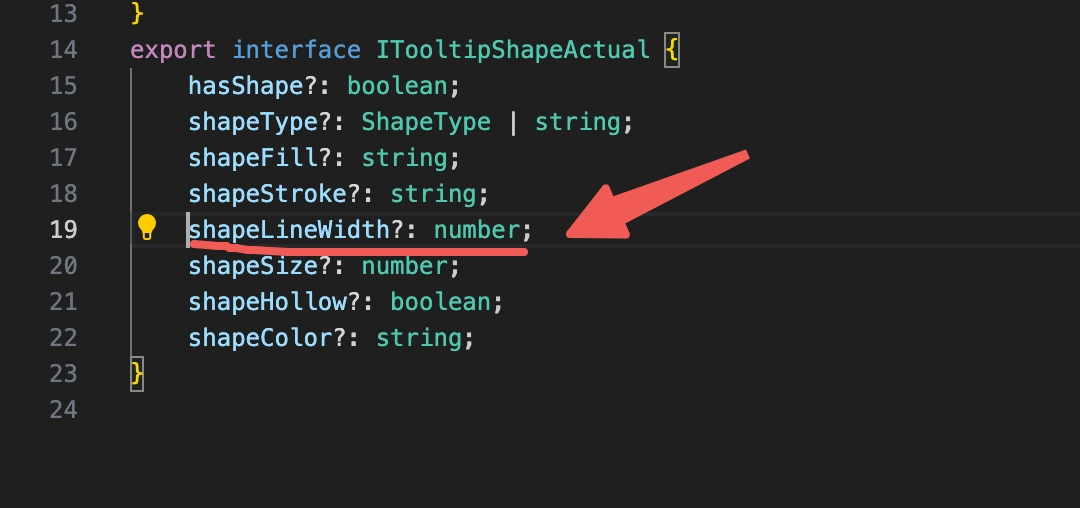 13 }
14 export interface ITooltipShapeActual {
15 hasShape?: boolean;
16 shapeType?: ShapeType | string;
17 shapeFill?: string;
18 shapeStroke?: string;
19 shapeLineWidth?: number;
20 shapeSize?: number;
21 shapeHollow?: boolean;
22 shapeColor?: string;
23 }
24